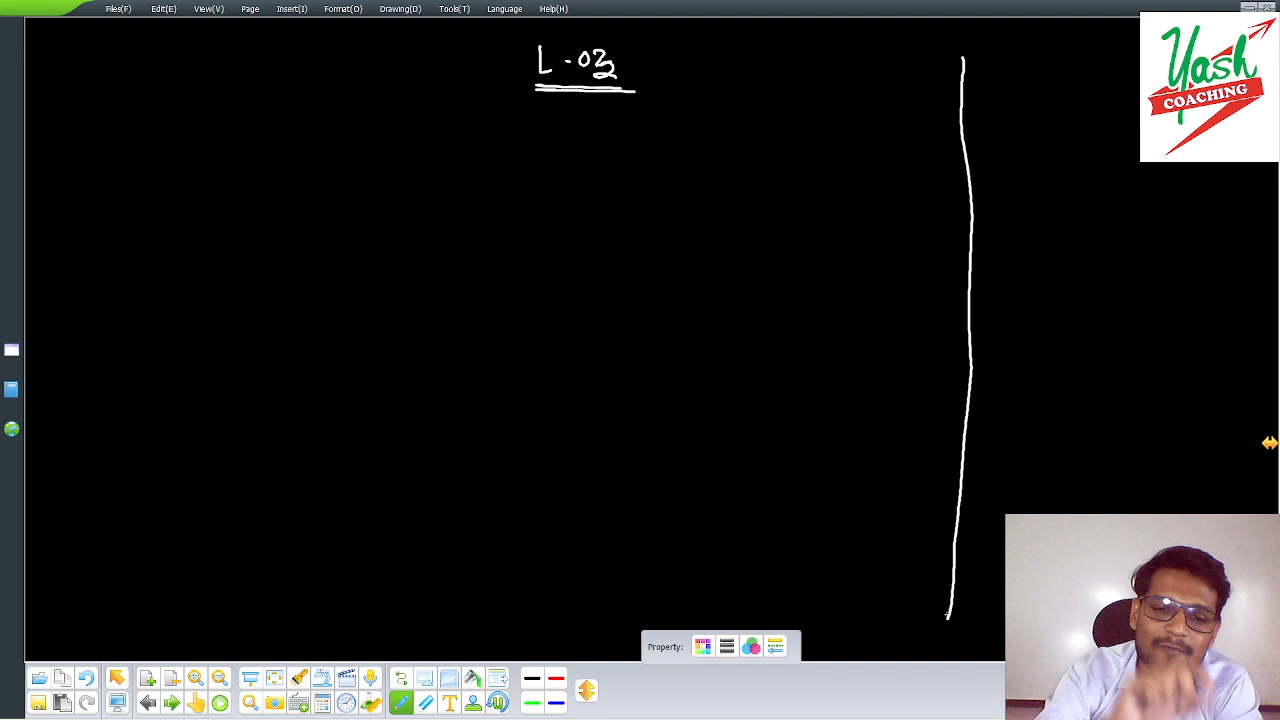 Files(F) Edit(E) View(V) Page Insert(I) Format(O) Drawing(D) Tools(T) Language Help(H)
L-03
Yash
COACHING
Property: